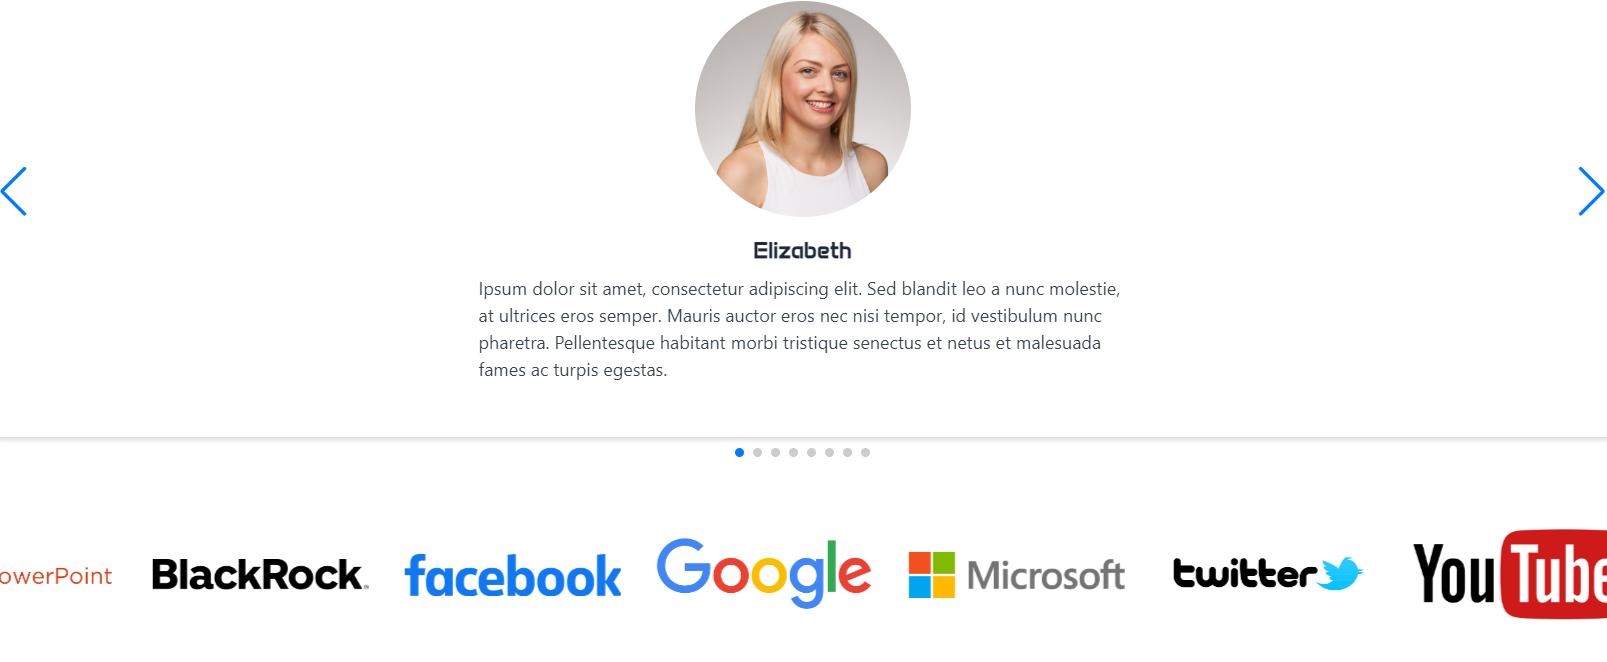 Elizabeth
Ipsum dolor sit amet, consectetur adipiscing elit. Sed blandit leo a nunc molestie,
at ultrices eros semper. Mauris auctor eros nec nisi tempor, id vestibulum nunc
pharetra. Pellentesque habitant morbi tristique senectus et netus et malesuada
fames ac turpis egestas.
owerPoint BlackRock. facebook Google Microsoft twitter YouTube